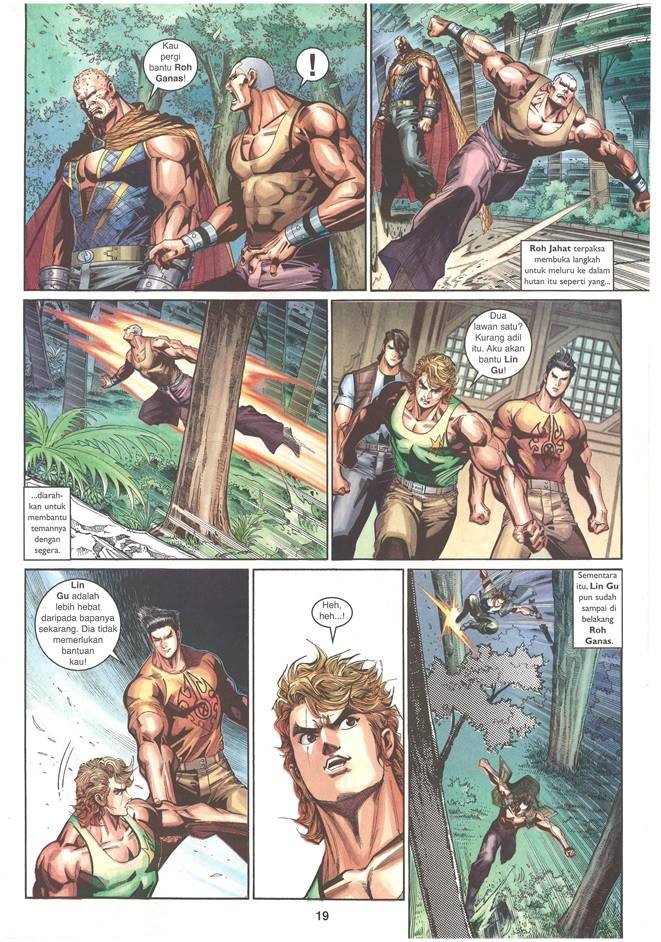 Kau
pergi
bantu Roh
Ganas!
!
Roh Jahat terpaksa
membuka langkah
untuk meluru ke dalam
hutan itu seperti yang...
...diarah-
kan untuk
membantu
temannya
dengan
segera.
Dua
lawan satu?
Kurang adil
itu. Aku akan
bantu Lin
Gu!
Lin
Gu adalah
lebih hebat
daripada bapanya
sekarang. Dia tidak
memerlukan
bantuan
kau!
Heh,
heh...!
Sementara
itu, Lin Gu
pun sudah
sampai di
belakang
Roh
Ganas.
19